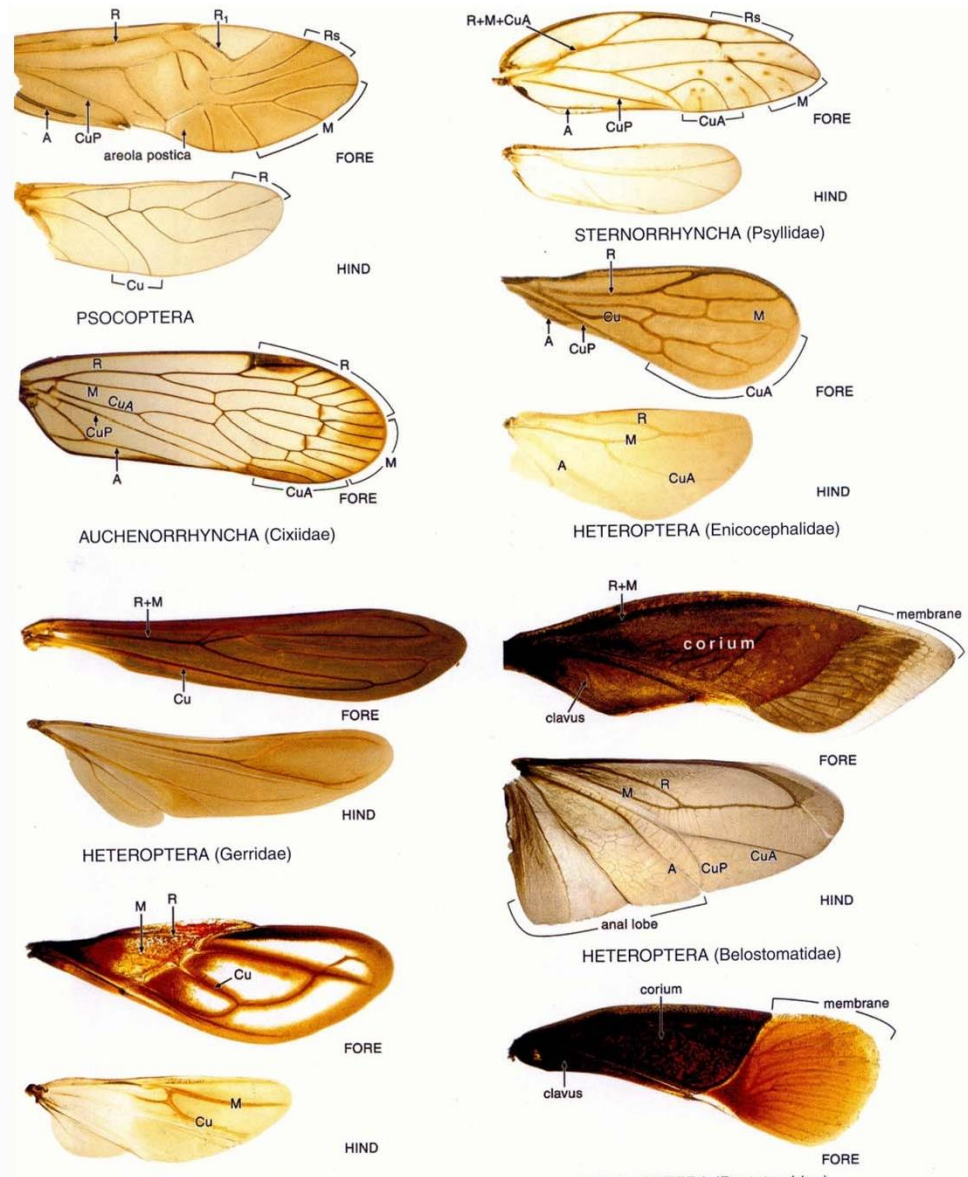 R
R1
Rs
A
CuP
areola postica
M
FORE
R
HIND
Cu
PSOCOPTERA
R+M+CuA
Rs
A
CuP
CuA
M
FORE
HIND
STERNORRHYNCHA (Psyllidae)
R
M
CuA
CuP
A
R
M
CuA
FORE
AUCHENORRHYNCHA (Cixiidae)
R
Cu
M
A
CuP
CuA
FORE
R
M
A
CuA
HIND
HETEROPTERA (Enicocephalidae)
R+M
Cu
FORE
HIND
HETEROPTERA (Gerridae)
R+M
membrane
corium
clavus
FORE
M
R
A
CuP
CuA
HIND
anal lobe
HETEROPTERA (Belostomatidae)
M
R
Cu
FORE
M
Cu
HIND
corium
membrane
clavus
FORE